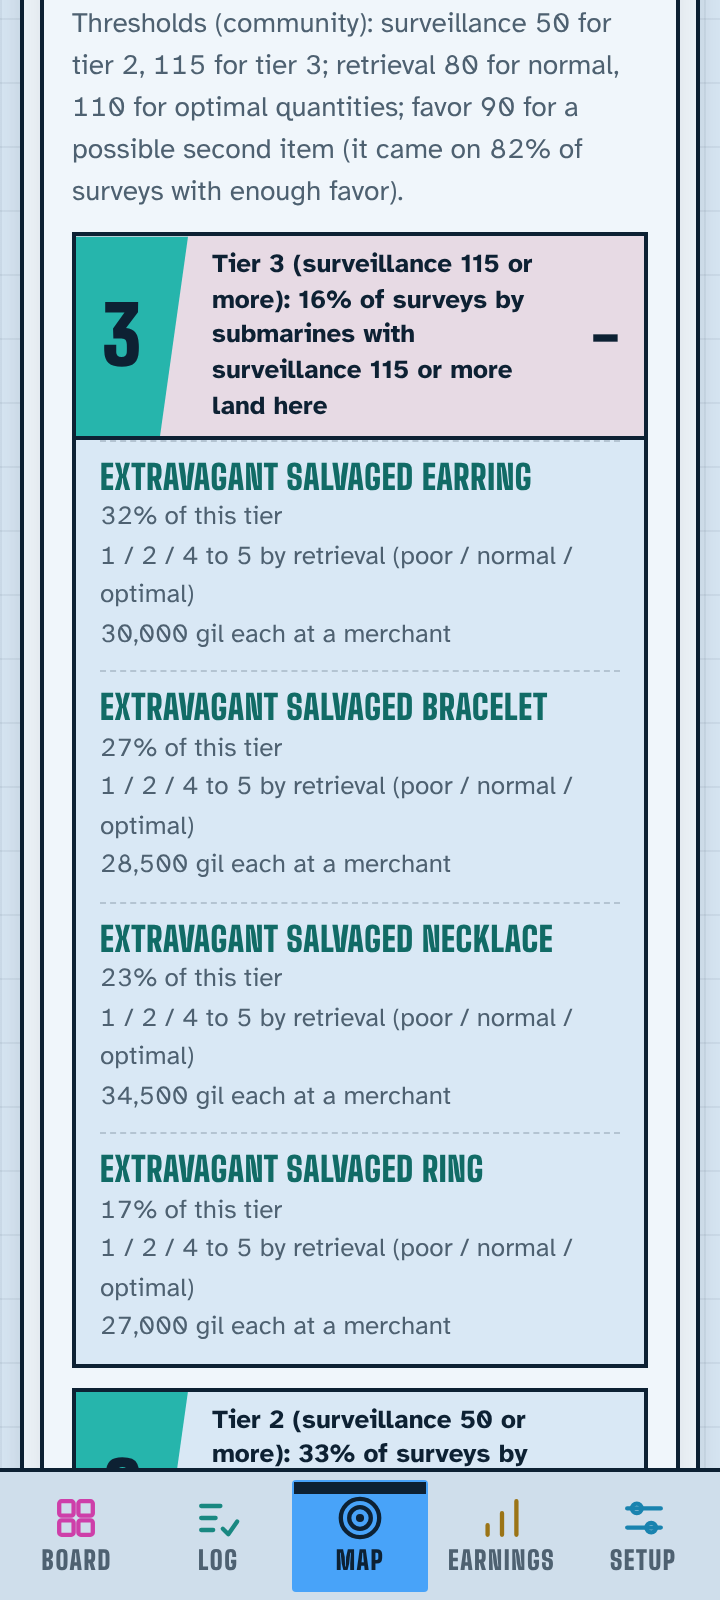 Thresholds (community): surveillance 50 for
tier 2, 115 for tier 3; retrieval 80 for normal,
110 for optimal quantities; favor 90 for a
possible second item (it came on 82% of
surveys with enough favor).
3
Tier 3 (surveillance 115 or
more): 16% of surveys by
submarines with
surveillance 115 or more
land here
–
EXTRAVAGANT SALVAGED EARRING
32% of this tier
1 / 2 / 4 to 5 by retrieval (poor / normal /
optimal)
30,000 gil each at a merchant
EXTRAVAGANT SALVAGED BRACELET
27% of this tier
1 / 2 / 4 to 5 by retrieval (poor / normal /
optimal)
28,500 gil each at a merchant
EXTRAVAGANT SALVAGED NECKLACE
23% of this tier
1 / 2 / 4 to 5 by retrieval (poor / normal /
optimal)
34,500 gil each at a merchant
EXTRAVAGANT SALVAGED RING
17% of this tier
1 / 2 / 4 to 5 by retrieval (poor / normal /
optimal)
27,000 gil each at a merchant
Tier 2 (surveillance 50 or
more): 33% of surveys by
BOARD
LOG
MAP
EARNINGS
SETUP